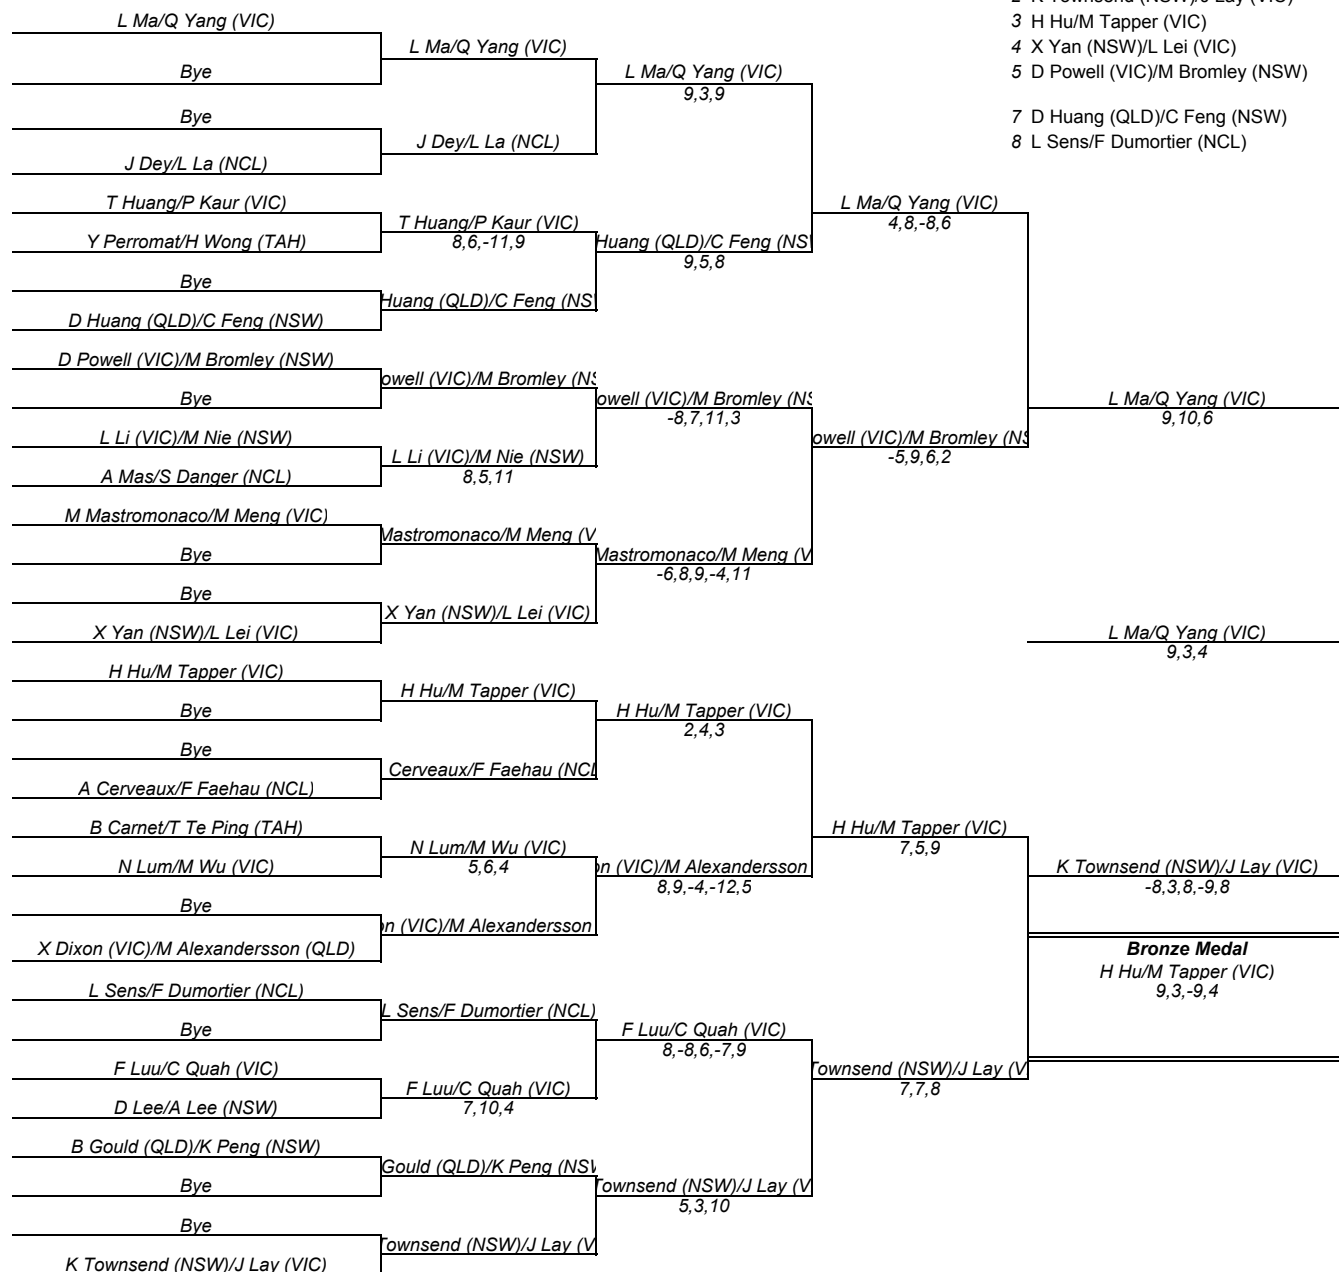 2 K Townsend (NSW)/J Lay (VIC)
3 H Hu/M Tapper (VIC)
4 X Yan (NSW)/L Lei (VIC)
5 D Powell (VIC)/M Bromley (NSW)
7 D Huang (QLD)/C Feng (NSW)
8 L Sens/F Dumortier (NCL)
L Ma/Q Yang (VIC)
Bye
Bye
J Dey/L La (NCL)
T Huang/P Kaur (VIC)
Y Perromat/H Wong (TAH)
Bye
D Huang (QLD)/C Feng (NSW)
D Powell (VIC)/M Bromley (NSW)
Bye
L Li (VIC)/M Nie (NSW)
A Mas/S Danger (NCL)
M Mastromonaco/M Meng (VIC)
Bye
Bye
X Yan (NSW)/L Lei (VIC)
H Hu/M Tapper (VIC)
Bye
Bye
A Cerveaux/F Faehau (NCL)
B Carnet/T Te Ping (TAH)
N Lum/M Wu (VIC)
Bye
X Dixon (VIC)/M Alexandersson (QLD)
L Sens/F Dumortier (NCL)
Bye
F Luu/C Quah (VIC)
D Lee/A Lee (NSW)
B Gould (QLD)/K Peng (NSW)
Bye
Bye
K Townsend (NSW)/J Lay (VIC)
L Ma/Q Yang (VIC)
J Dey/L La (NCL)
T Huang/P Kaur (VIC)
8,6,-11,9
Huang (QLD)/C Feng (NS
owell (VIC)/M Bromley (NS
L Li (VIC)/M Nie (NSW)
8,5,11
Mastromonaco/M Meng (V
X Yan (NSW)/L Lei (VIC)
H Hu/M Tapper (VIC)
Cerveaux/F Faehau (NCL
N Lum/M Wu (VIC)
5,6,4
on (VIC)/M Alexandersson
L Sens/F Dumortier (NCL)
F Luu/C Quah (VIC)
7,10,4
Gould (QLD)/K Peng (NS
Townsend (NSW)/J Lay (V
L Ma/Q Yang (VIC)
9,3,9
Huang (QLD)/C Feng (NS
9,5,8
owell (VIC)/M Bromley (NS
-8,7,11,3
Mastromonaco/M Meng (V
-6,8,9,-4,11
H Hu/M Tapper (VIC)
2,4,3
on (VIC)/M Alexandersson
8,9,-4,-12,5
F Luu/C Quah (VIC)
8,-8,6,-7,9
Townsend (NSW)/J Lay (V
5,3,10
L Ma/Q Yang (VIC)
4,8,-8,6
owell (VIC)/M Bromley (NS
-5,9,6,2
H Hu/M Tapper (VIC)
7,5,9
Townsend (NSW)/J Lay (V
7,7,8
L Ma/Q Yang (VIC)
9,10,6
L Ma/Q Yang (VIC)
9,3,4
K Townsend (NSW)/J Lay (VIC)
-8,3,8,-9,8
Bronze Medal
H Hu/M Tapper (VIC)
9,3,-9,4